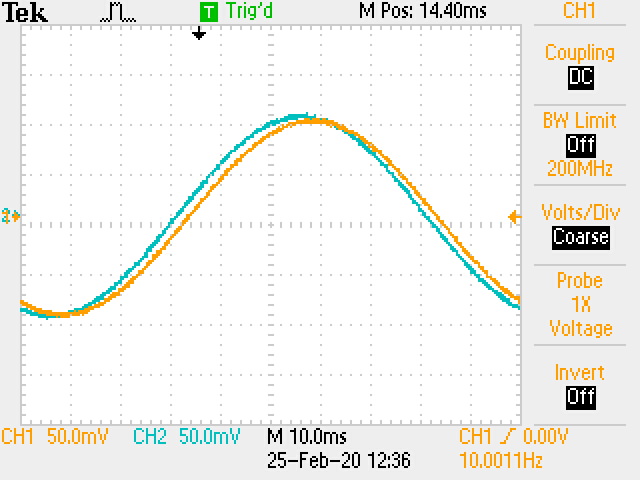 Tek T Trig'd M Pos: 14.40ms CH1
Coupling
DC
BW Limit
Off
200MHz
Volts/Div
Coarse
Probe
1X
Voltage
Invert
Off
CH1 50.0mV CH2 50.0mV M 10.0ms CH1 0.00V
25-Feb-20 12:36 10.0011Hz